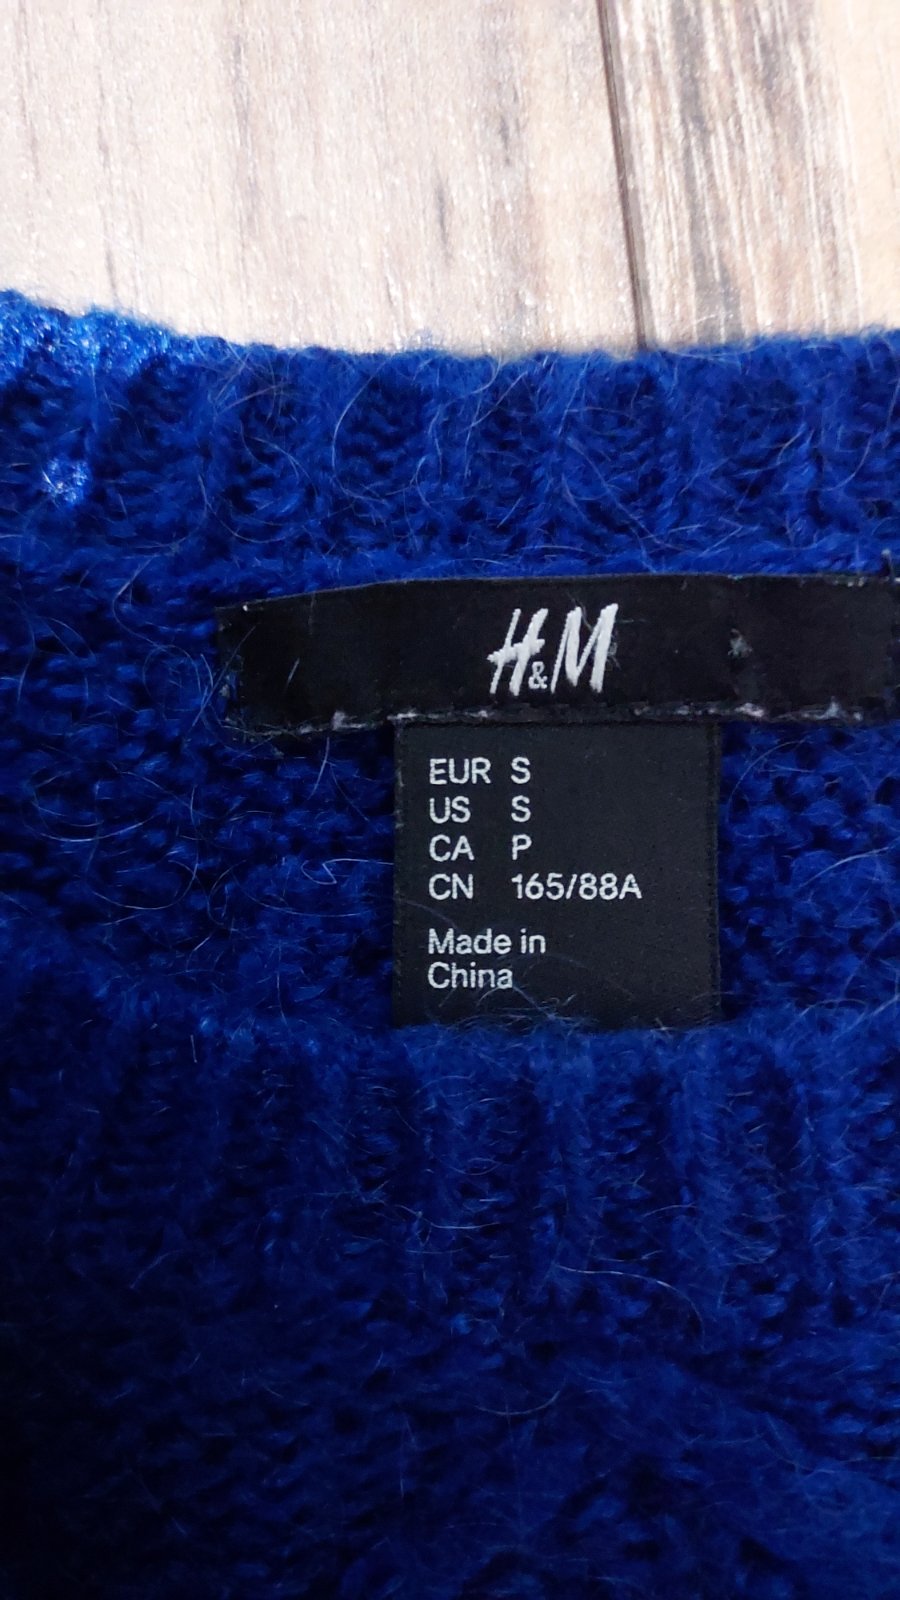 H&M
EUR S
US S
CA P
CN 165/88A
Made in
China